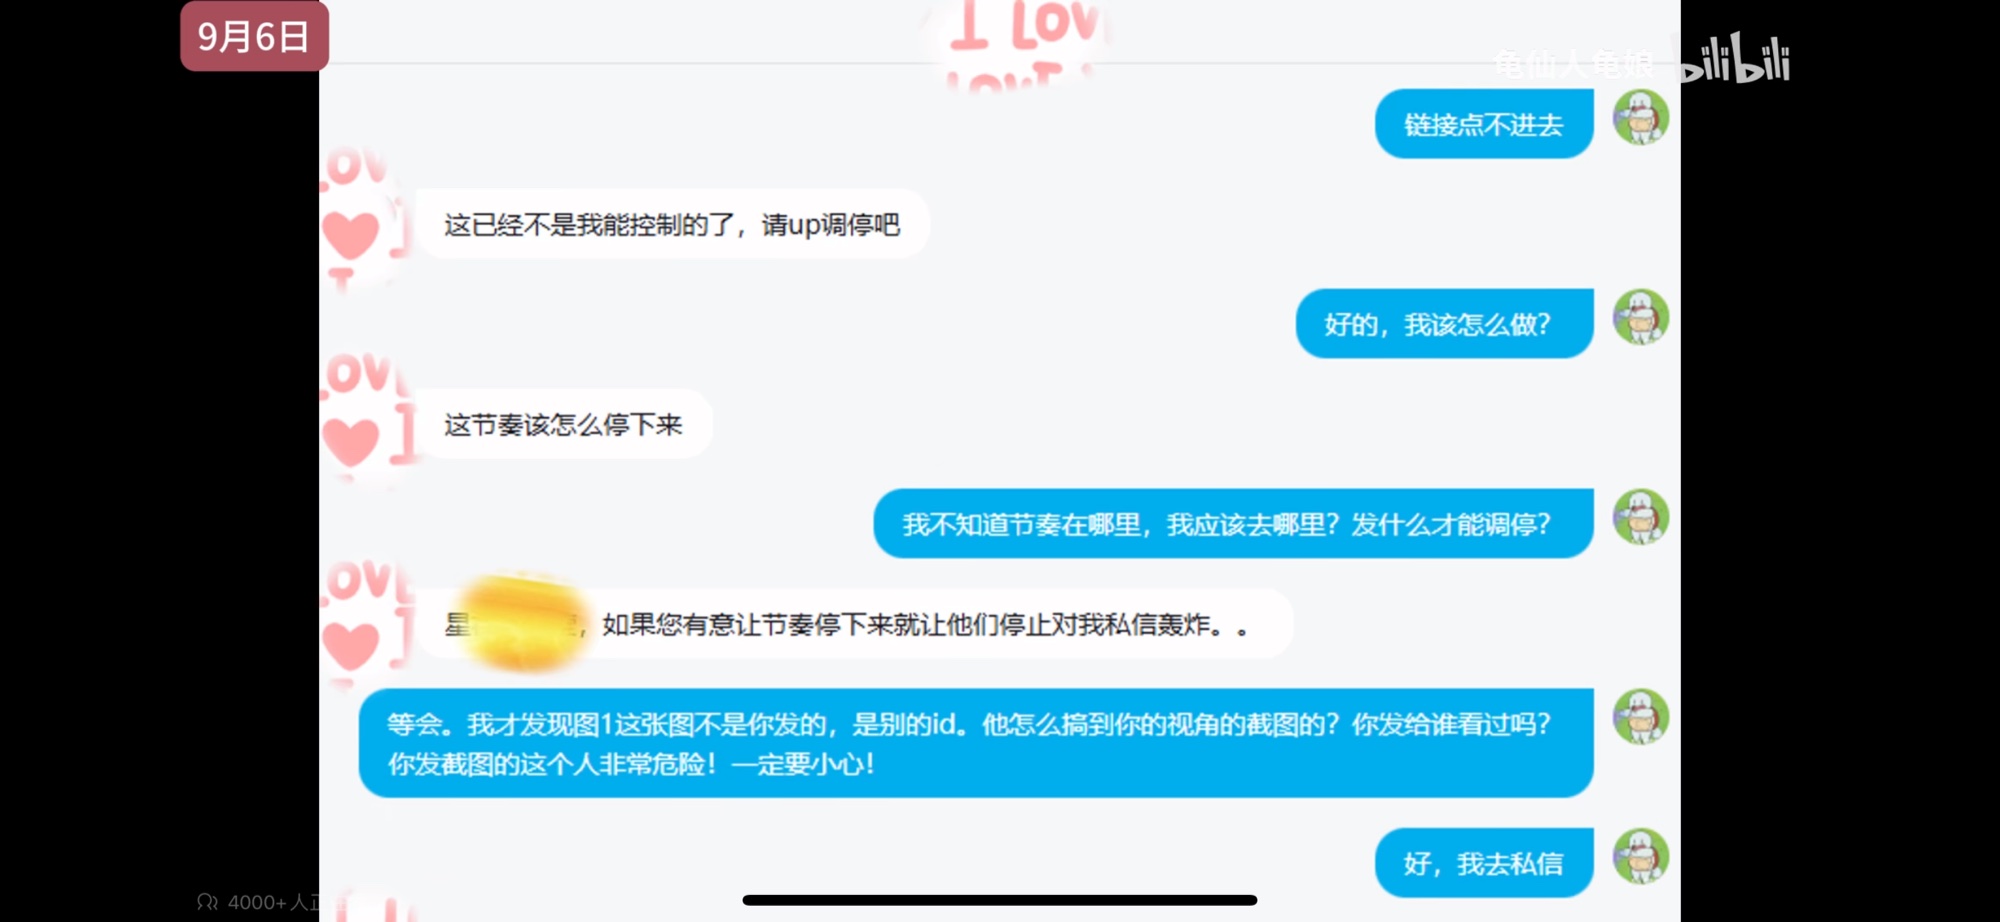 9月6日
I LOV
LOVE
龟仙人龟娘 bilibili
链接点不进去
LOV
I
这已经不是我能控制的了，请up调停吧
好的，我该怎么做？
LOV
I
这节奏该怎么停下来
我不知道节奏在哪里，我应该去哪里？发什么才能调停？
LOVE
I
星，如果您有意让节奏停下来就让他们停止对我私信轰炸。。
等会。我才发现图1这张图不是你发的，是别的id。他怎么搞到你的视角的截图的？你发给谁看过吗？
你发截图的这个人非常危险！一定要小心！
好，我去私信
4000+人正